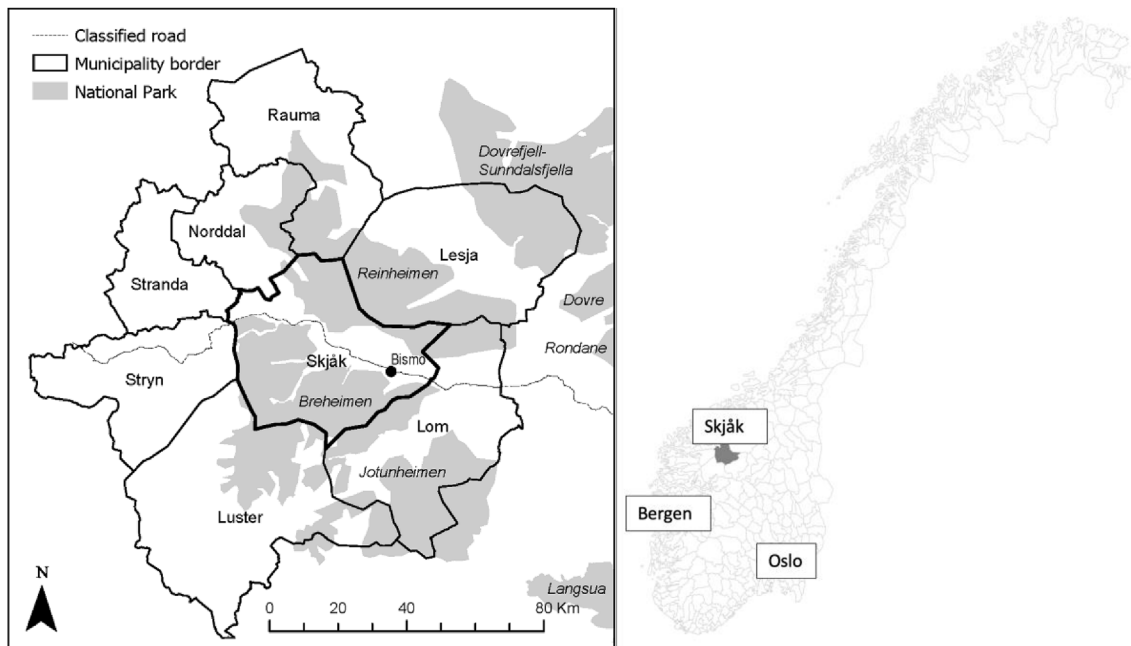 Classified road
Municipality border
National Park
Rauma
Dovrefjell-
Sunndalsfjella
Norddal
Lesja
Stranda
Reinheimen
Dovre
Rondane
Skjåk
Bismo
Stryn
Breheimen
Lom
Jotunheimen
Luster
Langsua
N
0 20 40 80 Km
Skjåk
Bergen
Oslo